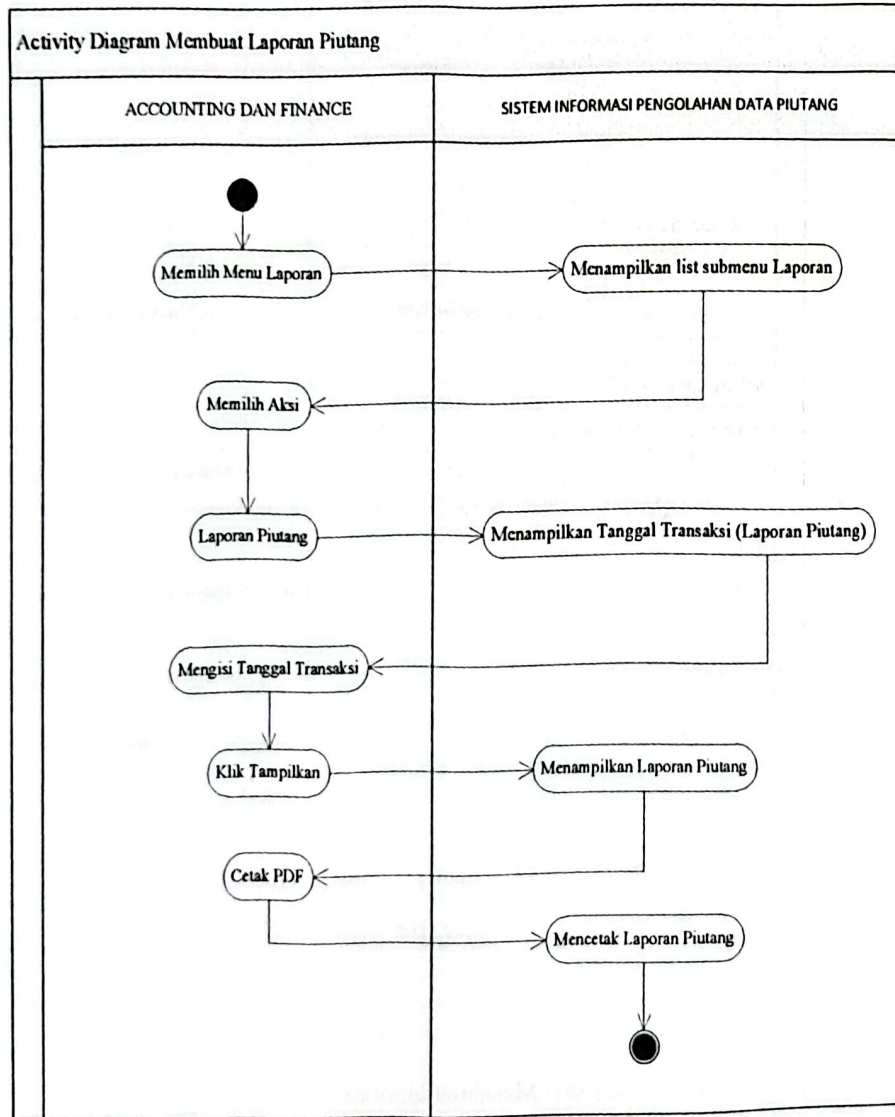 Activity Diagram Membuat Laporan Piutang
ACCOUNTING DAN FINANCE
SISTEM INFORMASI PENGOLAHAN DATA PIUTANG
Memilih Menu Laporan
Menampilkan list submenu Laporan
Memilih Aksi
Laporan Piutang
Menampilkan Tanggal Transaksi (Laporan Piutang)
Mengisi Tanggal Transaksi
Klik Tampilkan
Menampilkan Laporan Piutang
Cetak PDF
Mencetak Laporan Piutang